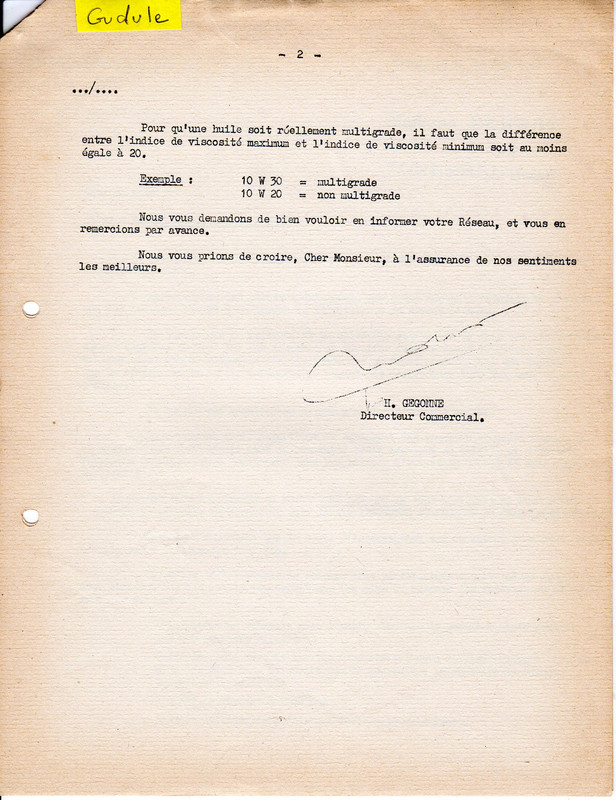 Gudule
- 2 -
.../....
Pour qu'une huile soit réellement multigrade, il faut que la différence
entre l'indice de viscosité maximum et l'indice de viscosité minimum soit au moins
égale à 20.
Exemple : 10 W 30 = multigrade
10 W 20 = non multigrade
Nous vous demandons de bien vouloir en informer votre Réseau, et vous en
remercions par avance.
Nous vous prions de croire, Cher Monsieur, à l'assurance de nos sentiments
les meilleurs.
H. GEGONNE
Directeur Commercial.